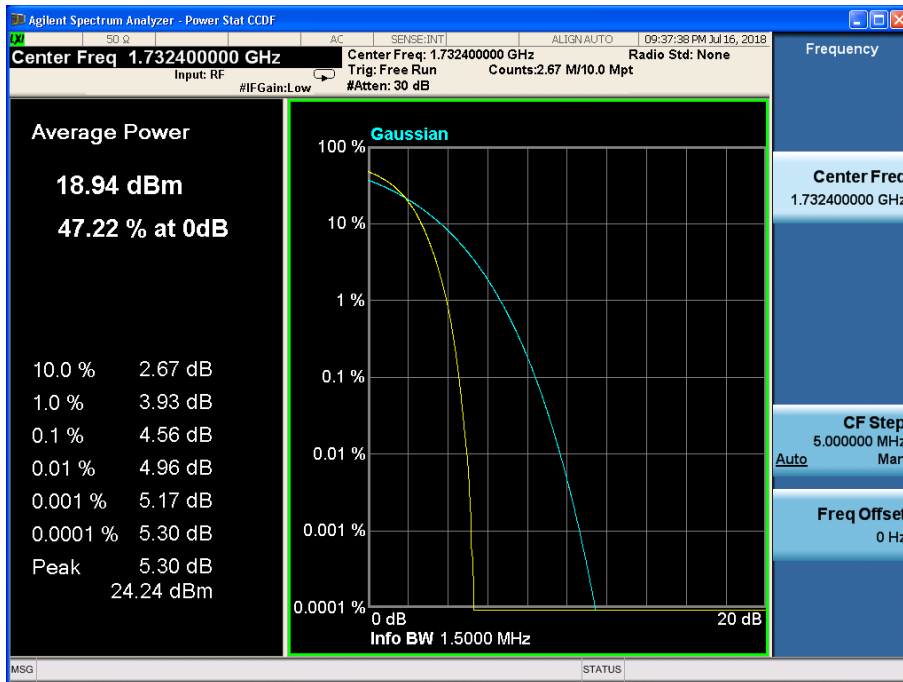 Agilent Spectrum Analyzer - Power Stat CCDF
LXI 50 Ω AC SENSE:INT ALIGN AUTO 09:37:38 PM Jul 16, 2018
Center Freq 1.732400000 GHz
Input: RF
#IFGain:Low
Center Freq: 1.732400000 GHz Radio Std: None
Trig: Free Run Counts:2.67 M/10.0 Mpt
#Atten: 30 dB
Average Power
18.94 dBm
47.22 % at 0dB
10.0 % 2.67 dB
1.0 % 3.93 dB
0.1 % 4.56 dB
0.01 % 4.96 dB
0.001 % 5.17 dB
0.0001 % 5.30 dB
Peak 5.30 dB
24.24 dBm
Gaussian
100 %
10 %
1 %
0.1 %
0.01 %
0.001 %
0.0001 %
0 dB 20 dB
Info BW 1.5000 MHz
Frequency
Center Freq
1.732400000 GHz
CF Step
5.000000 MHz
Auto Man
Freq Offset
0 Hz
MSG STATUS